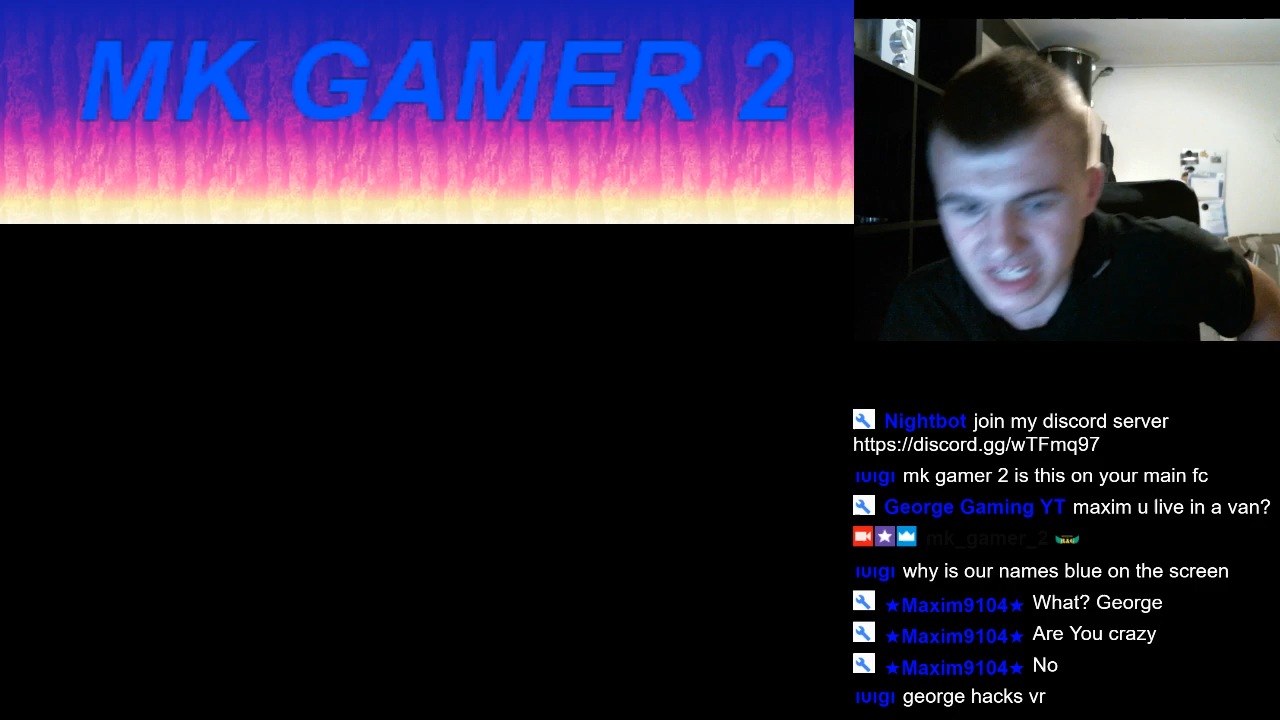 MK GAMER 2
Nightbot join my discord server
https://discord.gg/wTFmq97
ıuıgı mk gamer 2 is this on your main fc
George Gaming YT maxim u live in a van?
mk_gamer_2
ıuıgı why is our names blue on the screen
★Maxim9104★ What? George
★Maxim9104★ Are You crazy
★Maxim9104★ No
ıuıgı george hacks vr